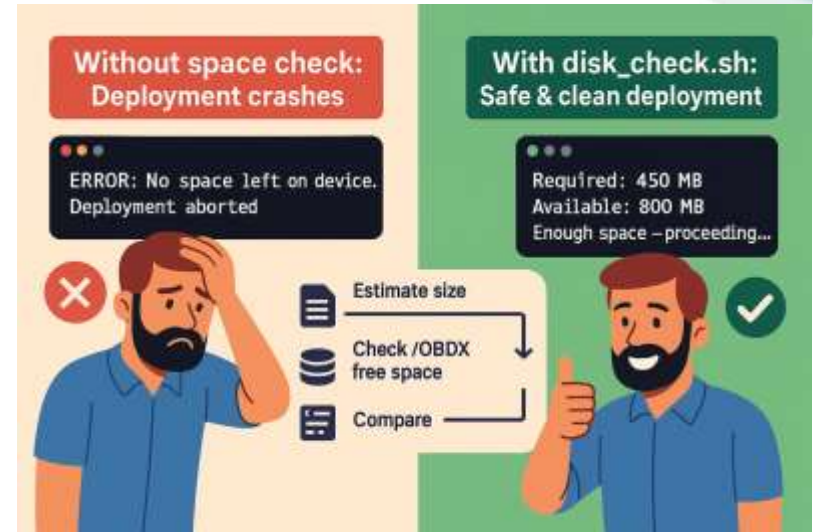 Without space check:
Deployment crashes
ERROR: No space left on device.
Deployment aborted
With disk_check.sh:
Safe & clean deployment
Required: 450 MB
Available: 800 MB
Enough space – proceeding...
Estimate size
Check /OBDX
free space
Compare